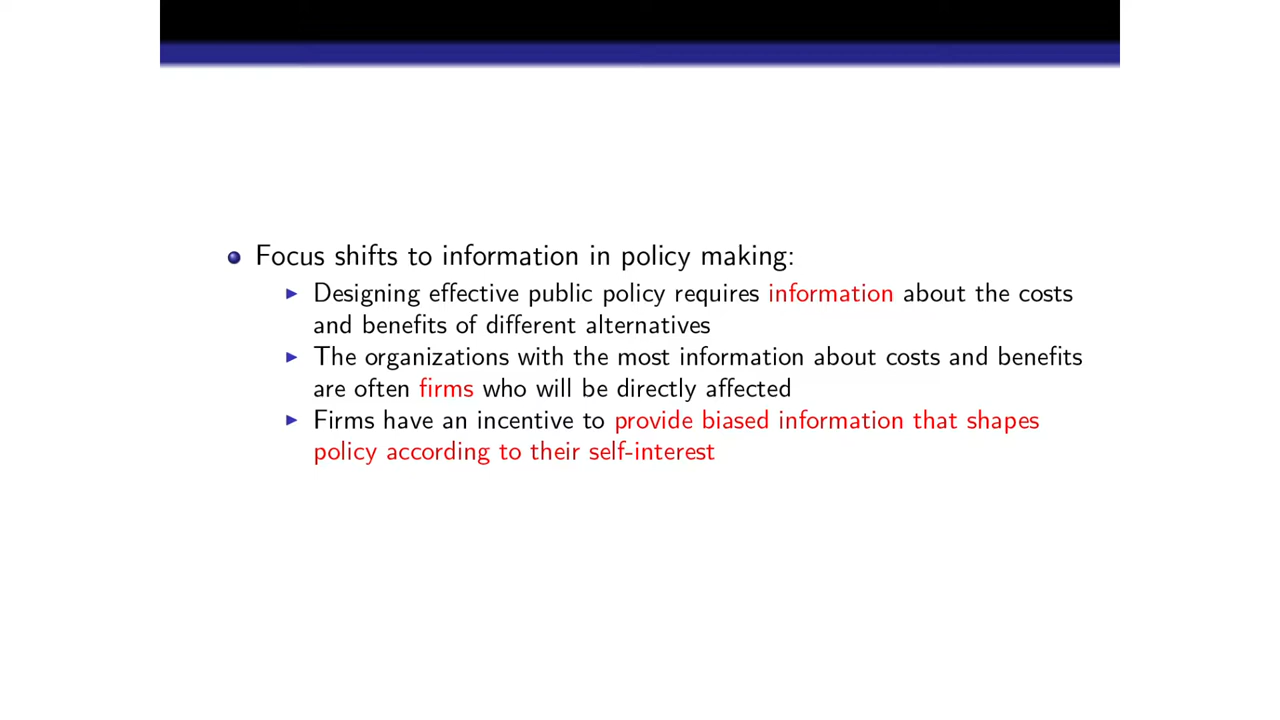 Focus shifts to information in policy making:
Designing effective public policy requires information about the costs
and benefits of different alternatives
The organizations with the most information about costs and benefits
are often firms who will be directly affected
Firms have an incentive to provide biased information that shapes
policy according to their self-interest